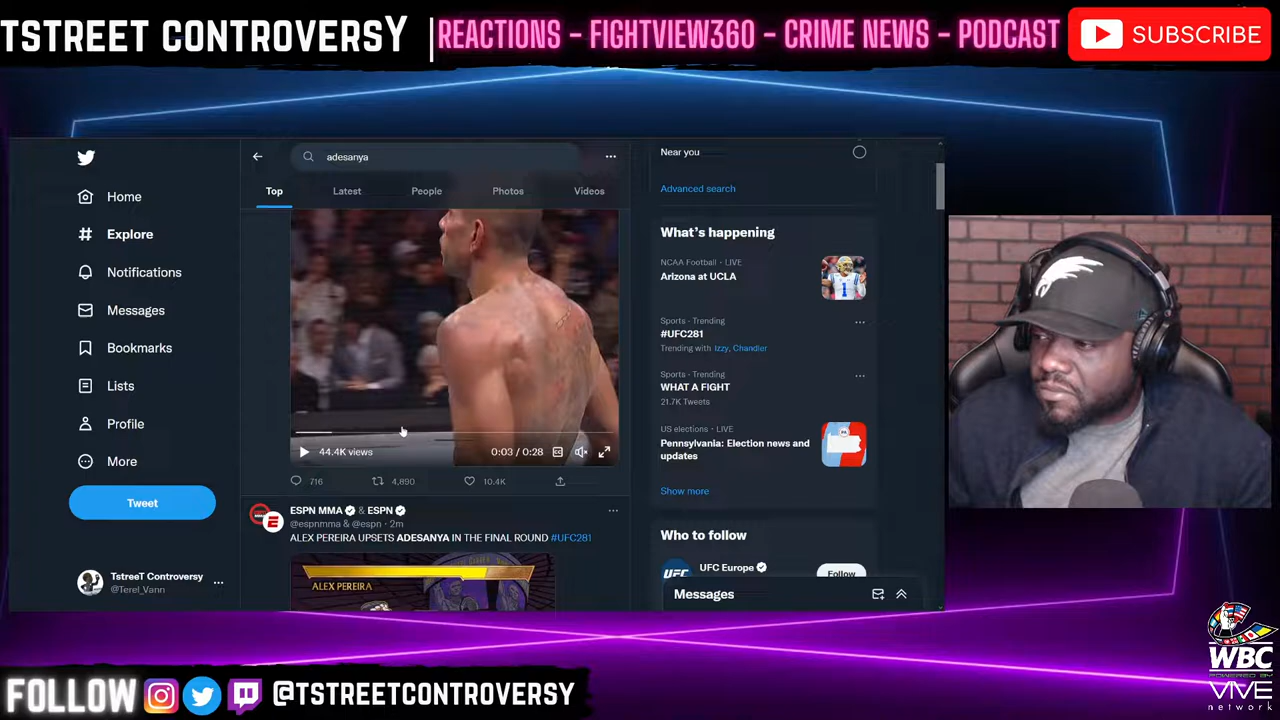 TSTREET CONTROVERSY
REACTIONS - FIGHTVIEW360 - CRIME NEWS - PODCAST
SUBSCRIBE
adesanya
Top
Latest
People
Photos
Videos
Home
Explore
Notifications
Messages
Bookmarks
Lists
Profile
More
Tweet
TstreeT Controversy
@Terel_Vann
44.4K views
0:03 / 0:28
716
4,890
10.4K
ESPN MMA & ESPN
@espnmma & @espn · 2m
ALEX PEREIRA UPSETS ADESANYA IN THE FINAL ROUND #UFC281
ALEX PEREIRA
Near you
Advanced search
What's happening
NCAA Football · LIVE
Arizona at UCLA
Sports · Trending
#UFC281
Trending with Izzy, Chandler
Sports · Trending
WHAT A FIGHT
21.7K Tweets
US elections · LIVE
Pennsylvania: Election news and
updates
Show more
Who to follow
UFC
UFC Europe
Follow
Messages
FOLLOW
@TSTREETCONTROVERSY
WBC
POWERED BY
VIVE
network